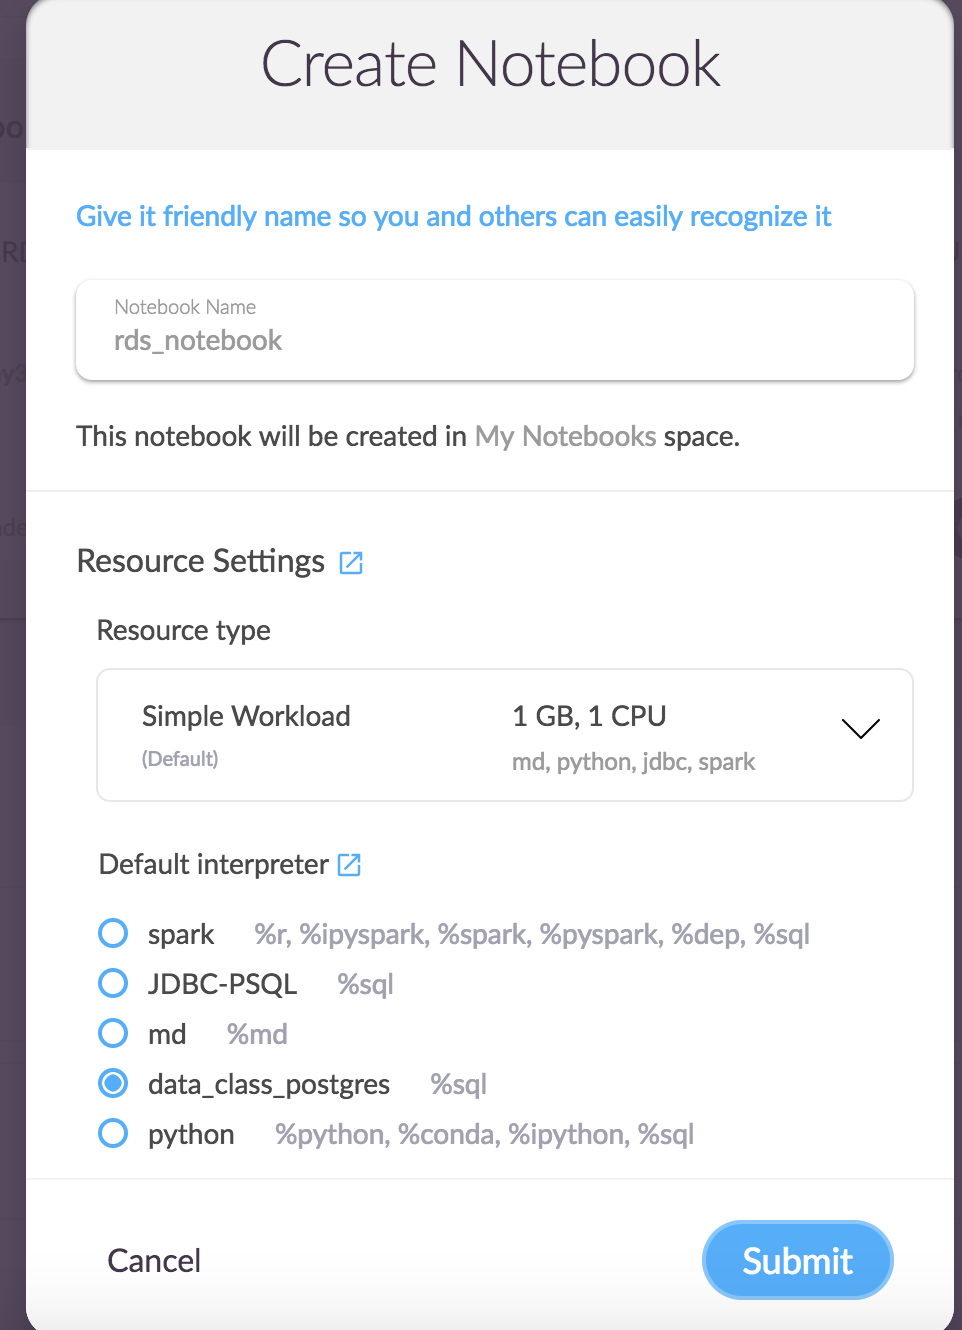 Create Notebook
Give it friendly name so you and others can easily recognize it
Notebook Name
rds_notebook
This notebook will be created in My Notebooks space.
Resource Settings
Resource type
Simple Workload 1 GB, 1 CPU
(Default) md, python, jdbc, spark
Default interpreter
spark %r, %ipyspark, %spark, %pyspark, %dep, %sql
JDBC-PSQL %sql
md %md
data_class_postgres %sql
python %python, %conda, %ipython, %sql
Cancel Submit